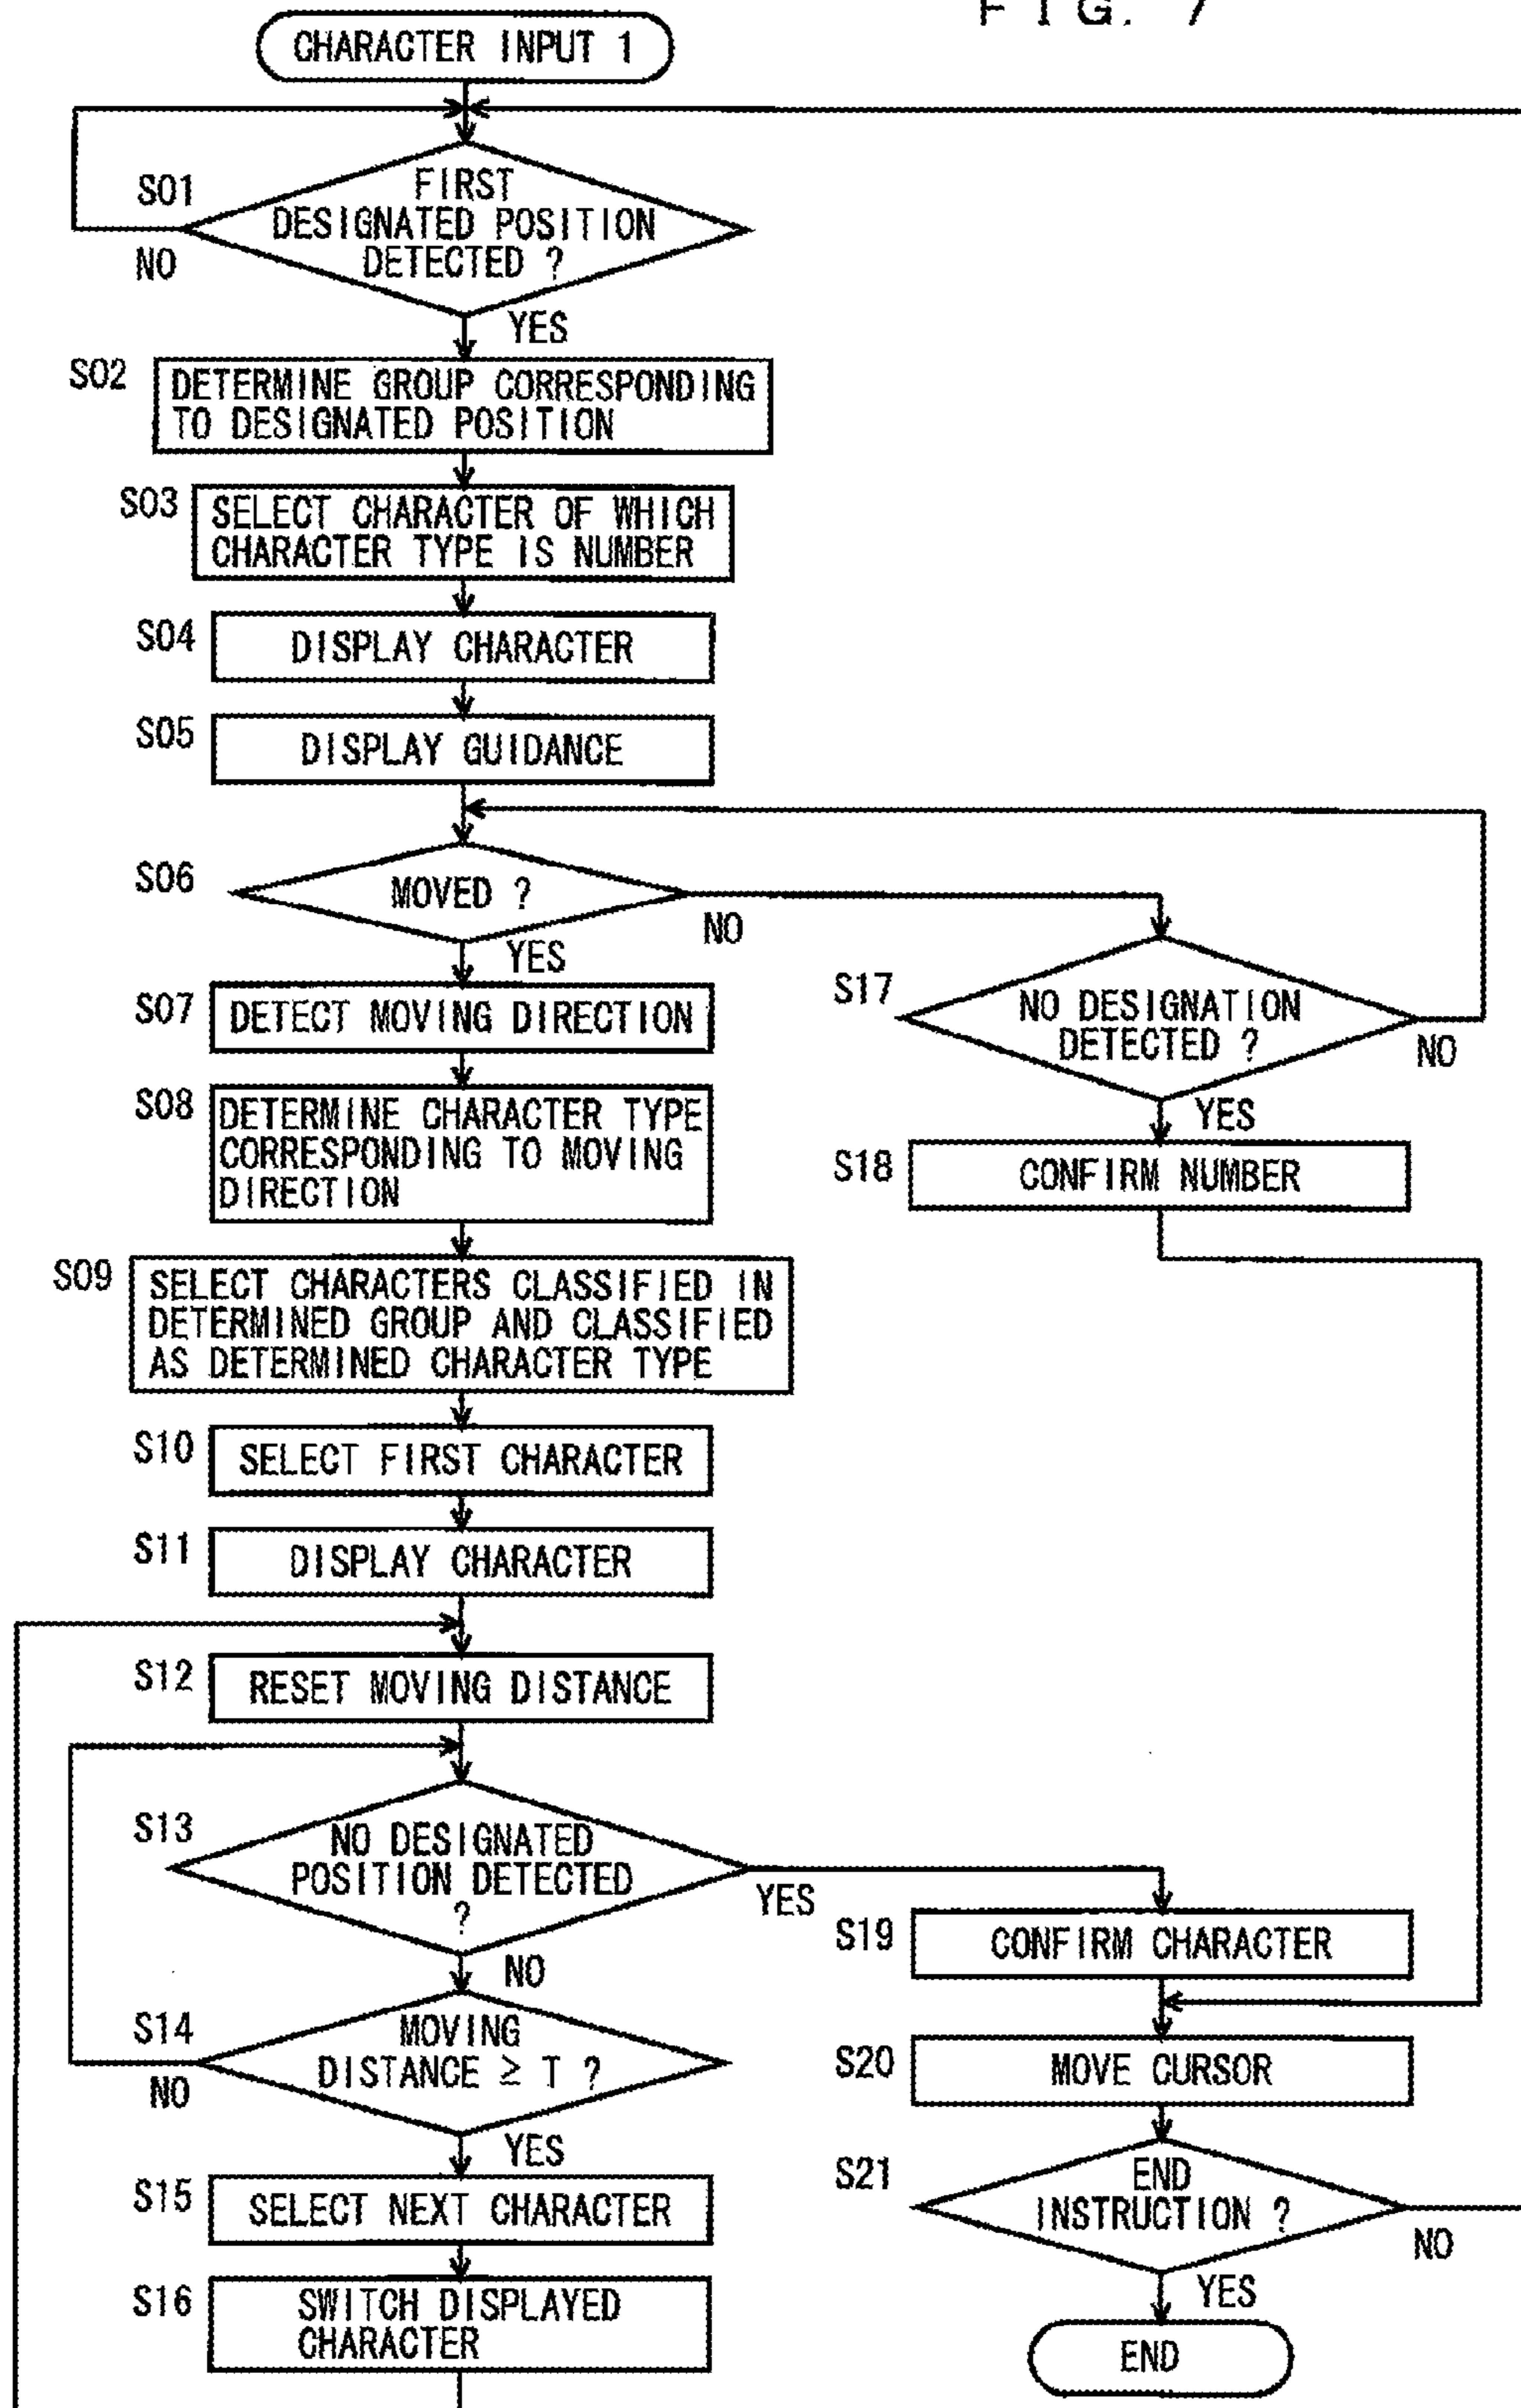 FIG. 7
CHARACTER INPUT 1
S01
FIRST
DESIGNATED POSITION
DETECTED ?
NO
YES
S02
DETERMINE GROUP CORRESPONDING
TO DESIGNATED POSITION
S03
SELECT CHARACTER OF WHICH
CHARACTER TYPE IS NUMBER
S04
DISPLAY CHARACTER
S05
DISPLAY GUIDANCE
S06
MOVED ?
NO
YES
S07
DETECT MOVING DIRECTION
S08
DETERMINE CHARACTER TYPE
CORRESPONDING TO MOVING
DIRECTION
S09
SELECT CHARACTERS CLASSIFIED IN
DETERMINED GROUP AND CLASSIFIED
AS DETERMINED CHARACTER TYPE
S10
SELECT FIRST CHARACTER
S11
DISPLAY CHARACTER
S12
RESET MOVING DISTANCE
S13
NO DESIGNATED
POSITION DETECTED
?
YES
NO
S14
MOVING
DISTANCE ≥ T ?
NO
YES
S15
SELECT NEXT CHARACTER
S16
SWITCH DISPLAYED
CHARACTER
S17
NO DESIGNATION
DETECTED ?
NO
YES
S18
CONFIRM NUMBER
S19
CONFIRM CHARACTER
S20
MOVE CURSOR
S21
END
INSTRUCTION ?
NO
YES
END